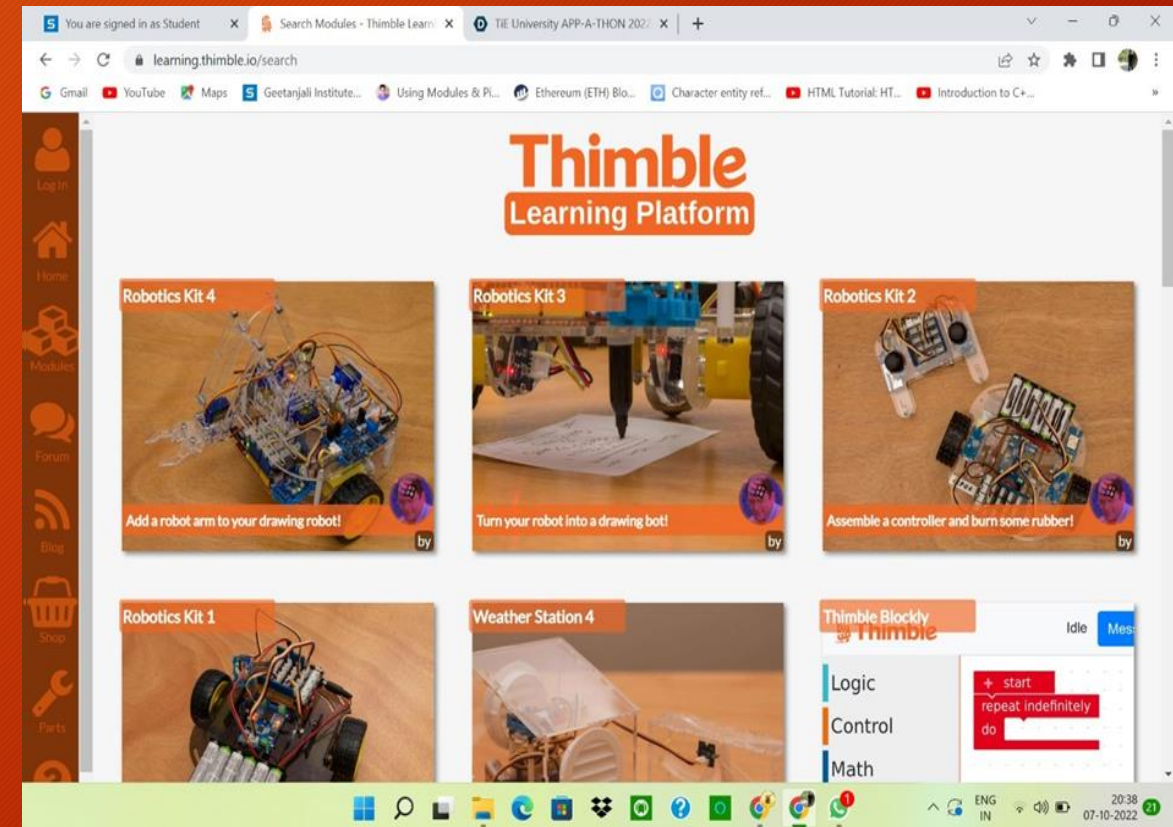 You are signed in as Student
Search Modules - Thimble Learn
TiE University APP-A-THON 202
learning.thimble.io/search
Gmail YouTube Maps Geetanjali Institute... Using Modules & Pi... Ethereum (ETH) Blo... Character entity ref... HTML Tutorial: HT... Introduction to C+...
Log In
Home
Modules
Forum
Blog
Shop
Parts
Thimble
Learning Platform
Robotics Kit 4
Add a robot arm to your drawing robot!
by
Robotics Kit 3
Turn your robot into a drawing bot!
by
Robotics Kit 2
Assemble a controller and burn some rubber!
by
Robotics Kit 1
Weather Station 4
Thimble Blockly
Thimble
Idle
Mess
Logic
Control
Math
+ start
repeat indefinitely
do
ENG
IN
20:38
07-10-2022
21
1